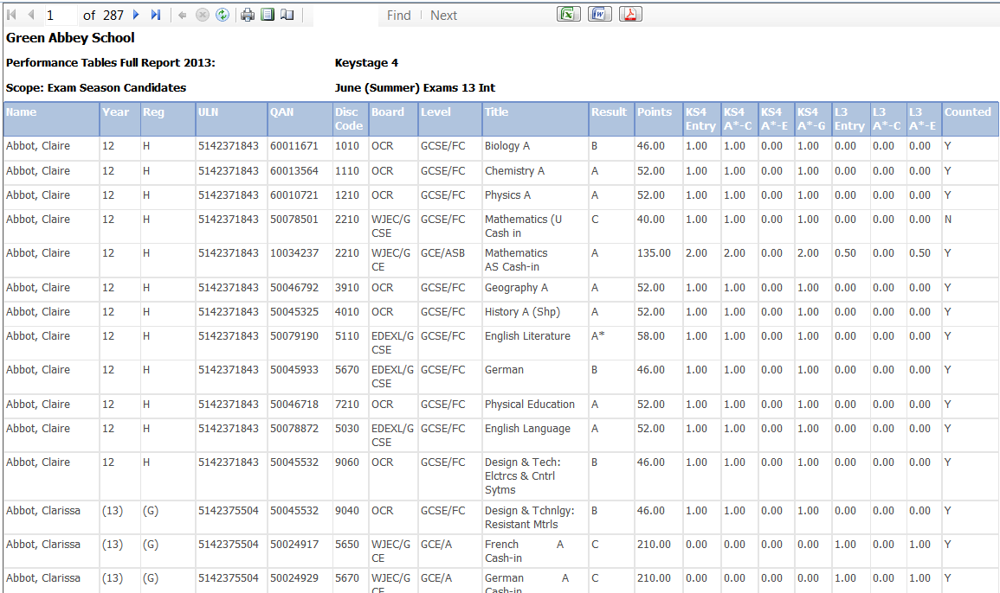 1 of 287 Find Next
Green Abbey School
Performance Tables Full Report 2013: Keystage 4
Scope: Exam Season Candidates June (Summer) Exams 13 Int
Name Year Reg ULN QAN Disc Board Level Title Result Points KS4 KS4 KS4 KS4 L3 L3 L3 Counted
Code Entry A*-C A*-E A*-G Entry A*-C A*-E
Abbot, Claire 12 H 5142371843 60011671 1010 OCR GCSE/FC Biology A B 46.00 1.00 1.00 0.00 1.00 0.00 0.00 0.00 Y
Abbot, Claire 12 H 5142371843 60013564 1110 OCR GCSE/FC Chemistry A A 52.00 1.00 1.00 0.00 1.00 0.00 0.00 0.00 Y
Abbot, Claire 12 H 5142371843 60010721 1210 OCR GCSE/FC Physics A A 52.00 1.00 1.00 0.00 1.00 0.00 0.00 0.00 Y
Abbot, Claire 12 H 5142371843 50078501 2210 WJEC/G GCSE/FC Mathematics (U C 40.00 1.00 1.00 0.00 1.00 0.00 0.00 0.00 N
CSE Cash in
Abbot, Claire 12 H 5142371843 10034237 2210 WJEC/G GCE/ASB Mathematics A 135.00 2.00 2.00 0.00 2.00 0.50 0.00 0.50 Y
CE AS Cash-in
Abbot, Claire 12 H 5142371843 50046792 3910 OCR GCSE/FC Geography A A 52.00 1.00 1.00 0.00 1.00 0.00 0.00 0.00 Y
Abbot, Claire 12 H 5142371843 50045325 4010 OCR GCSE/FC History A (Shp) A 52.00 1.00 1.00 0.00 1.00 0.00 0.00 0.00 Y
Abbot, Claire 12 H 5142371843 50079190 5110 EDEXL/G GCSE/FC English Literature A* 58.00 1.00 1.00 0.00 1.00 0.00 0.00 0.00 Y
CSE
Abbot, Claire 12 H 5142371843 50045933 5670 EDEXL/G GCSE/FC German B 46.00 1.00 1.00 0.00 1.00 0.00 0.00 0.00 Y
CSE
Abbot, Claire 12 H 5142371843 50046718 7210 OCR GCSE/FC Physical Education A 52.00 1.00 1.00 0.00 1.00 0.00 0.00 0.00 Y
Abbot, Claire 12 H 5142371843 50078872 5030 EDEXL/G GCSE/FC English Language A 52.00 1.00 1.00 0.00 1.00 0.00 0.00 0.00 Y
CSE
Abbot, Claire 12 H 5142371843 50045532 9060 OCR GCSE/FC Design & Tech: B 46.00 1.00 1.00 0.00 1.00 0.00 0.00 0.00 Y
Elctrcs & Cntrl
Sytms
Abbot, Clarissa (13) (G) 5142375504 50045532 9040 OCR GCSE/FC Design & Tchnlgy: B 46.00 1.00 1.00 0.00 1.00 0.00 0.00 0.00 Y
Resistant Mtrls
Abbot, Clarissa (13) (G) 5142375504 50024917 5650 WJEC/G GCE/A French A C 210.00 0.00 0.00 0.00 0.00 1.00 0.00 1.00 Y
CE Cash-in
Abbot, Clarissa (13) (G) 5142375504 50024929 5670 WJEC/G GCE/A German A C 210.00 0.00 0.00 0.00 0.00 1.00 0.00 1.00 Y
CE Cash-in